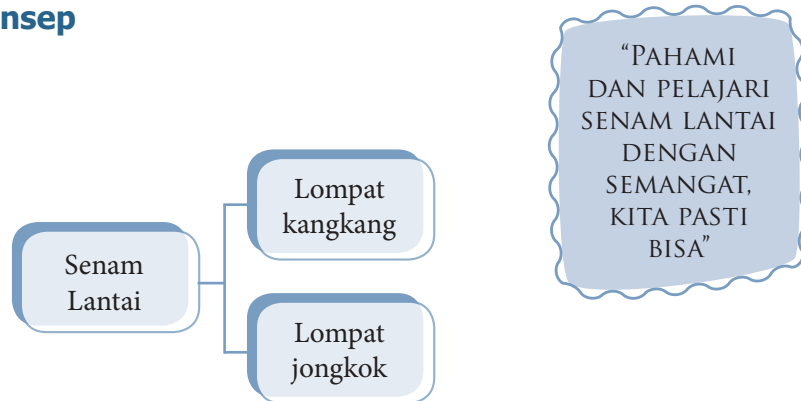 nsep
"PAHAMI
DAN PELAJARI
SENAM LANTAI
DENGAN
SEMANGAT,
KITA PASTI
BISA"
Lompat
kangkang
Senam
Lantai
Lompat
jongkok